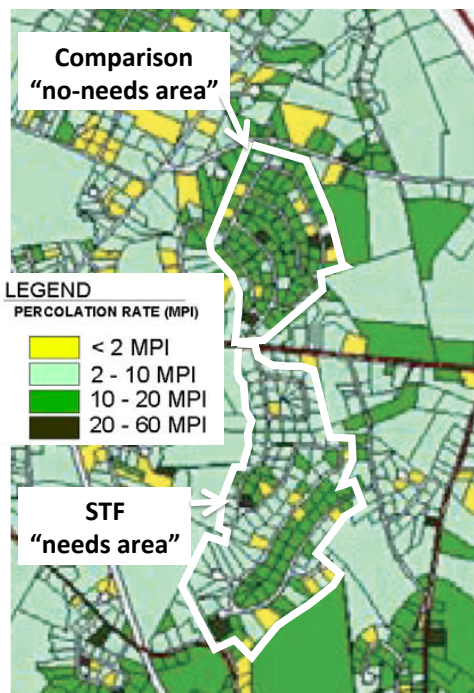 Comparison
“no-needs area”
LEGEND
PERCOLATION RATE (MPI)
< 2 MPI
2 - 10 MPI
10 - 20 MPI
20 - 60 MPI
STF
“needs area”